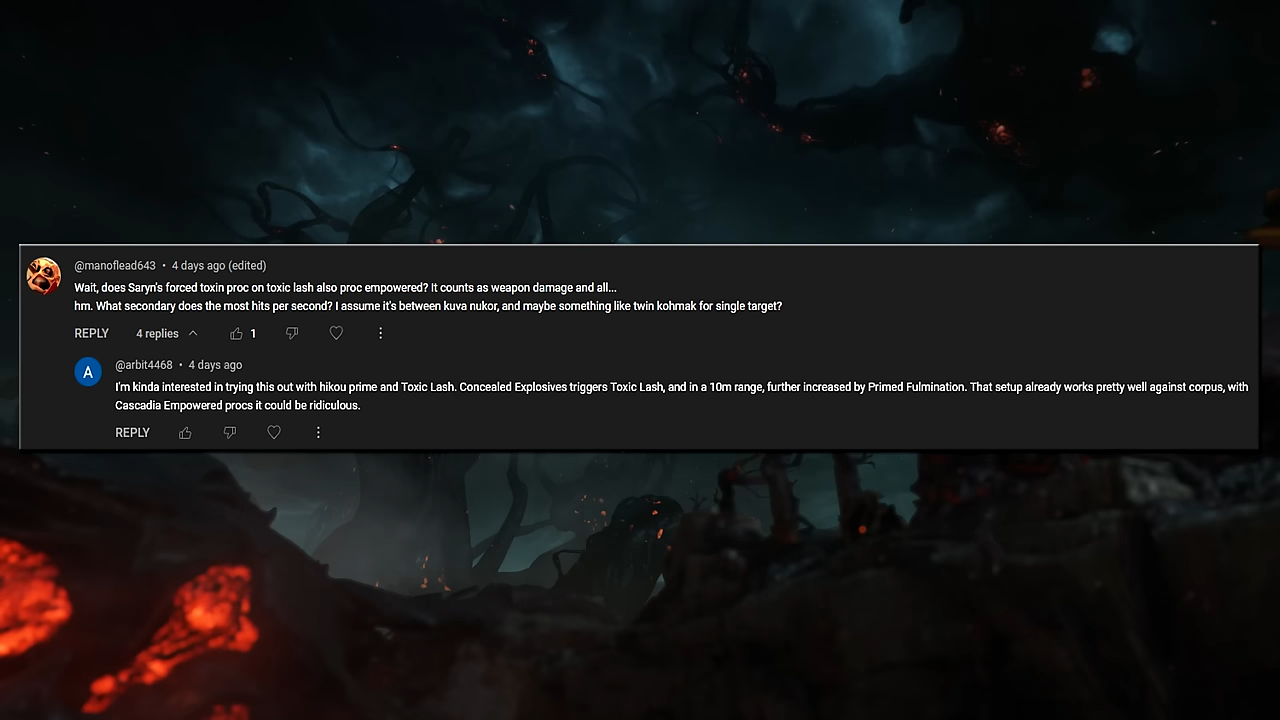 @manoflead643 • 4 days ago (edited)
Wait, does Saryn's forced toxin proc on toxic lash also proc empowered? It counts as weapon damage and all...
hm. What secondary does the most hits per second? I assume it's between kuva nukor, and maybe something like twin kohmak for single target?
REPLY 4 replies 1
A @arbit4468 • 4 days ago
I'm kinda interested in trying this out with hikou prime and Toxic Lash. Concealed Explosives triggers Toxic Lash, and in a 10m range, further increased by Primed Fulmination. That setup already works pretty well against corpus, with
Cascadia Empowered procs it could be ridiculous.
REPLY